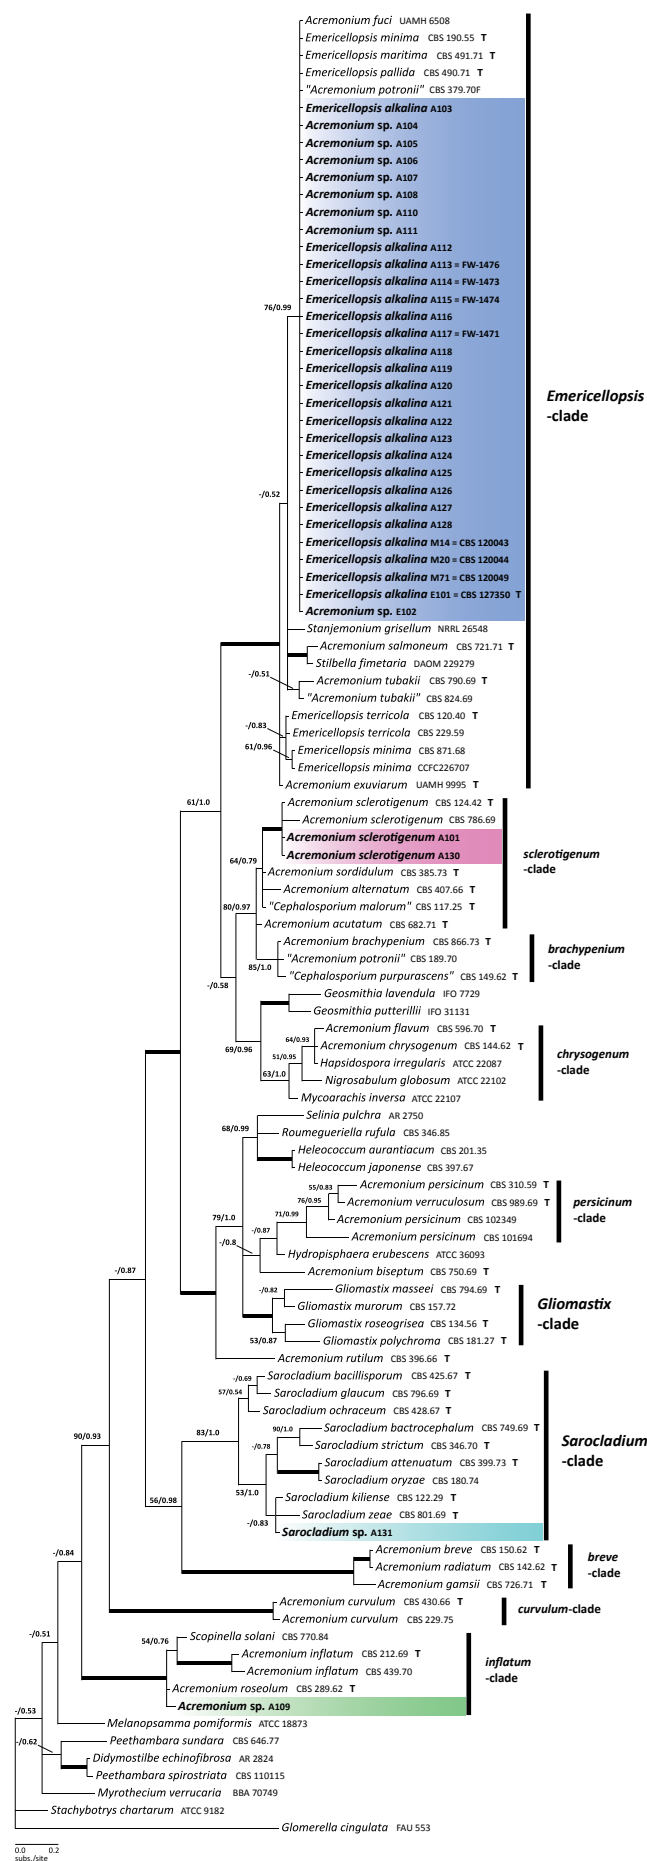 Acremonium fuci UAMH 6508
Emericellopsis minima CBS 190.55 T
Emericellopsis maritima CBS 491.71 T
Emericellopsis pallida CBS 490.71 T
"Acremonium potronii" CBS 379.70F
Emericellopsis alkalina A103
Acremonium sp. A104
Acremonium sp. A105
Acremonium sp. A106
Acremonium sp. A107
Acremonium sp. A108
Acremonium sp. A110
Acremonium sp. A111
Emericellopsis alkalina A112
Emericellopsis alkalina A113 = FW-1476
Emericellopsis alkalina A114 = FW-1473
Emericellopsis alkalina A115 = FW-1474
76/0.99
Emericellopsis alkalina A116
Emericellopsis alkalina A117 = FW-1471
Emericellopsis alkalina A118
Emericellopsis alkalina A119
Emericellopsis alkalina A120
Emericellopsis alkalina A121
Emericellopsis
-clade
Emericellopsis alkalina A122
Emericellopsis alkalina A123
Emericellopsis alkalina A124
Emericellopsis alkalina A125
Emericellopsis alkalina A126
-/0.52
Emericellopsis alkalina A127
Emericellopsis alkalina A128
Emericellopsis alkalina M14 = CBS 120043
Emericellopsis alkalina M20 = CBS 120044
Emericellopsis alkalina M71 = CBS 120049
Emericellopsis alkalina E101 = CBS 127350 T
Acremonium sp. E102
Stanjemonium grisellum NRRL 26548
Acremonium salmoneum CBS 721.71 T
Stilbella fimetaria DAOM 229279
-/0.51
Acremonium tubakii CBS 790.69 T
"Acremonium tubakii" CBS 824.69
Emericellopsis terricola CBS 120.40 T
-/0.83
Emericellopsis terricola CBS 229.59
61/0.96
Emericellopsis minima CBS 871.68
Emericellopsis minima CCFC226707
Acremonium exuviarum UAMH 9995 T
61/1.0
Acremonium sclerotigenum CBS 124.42 T
Acremonium sclerotigenum CBS 786.69
Acremonium sclerotigenum A101
Acremonium sclerotigenum A130
sclerotigenum
-clade
64/0.79
Acremonium sordidulum CBS 385.73 T
Acremonium alternatum CBS 407.66 T
80/0.97
"Cephalosporium malorum" CBS 117.25 T
Acremonium acutatum CBS 682.71 T
Acremonium brachypenium CBS 866.73 T
"Acremonium potronii" CBS 189.70
brachypenium
-clade
85/1.0
"Cephalosporium purpurascens" CBS 149.62 T
-/0.58
Geosmithia lavendula IFO 7729
Geosmithia putterillii IFO 31131
Acremonium flavum CBS 596.70 T
64/0.93
Acremonium chrysogenum CBS 144.62 T
69/0.96
51/0.95
Hapsidospora irregularis ATCC 22087
chrysogenum
-clade
63/1.0
Nigrosabulum globosum ATCC 22102
Mycoarachis inversa ATCC 22107
Selinia pulchra AR 2750
68/0.99
Roumegueriella rufula CBS 346.85
Heleococcum aurantiacum CBS 201.35
Heleococcum japonense CBS 397.67
55/0.83
Acremonium persicinum CBS 310.59 T
76/0.95
Acremonium verruculosum CBS 989.69 T
persicinum
-clade
79/1.0
71/0.99
Acremonium persicinum CBS 102349
-/0.87
Acremonium persicinum CBS 101694
-/0.8
Hydropisphaera erubescens ATCC 36093
Acremonium biseptum CBS 750.69 T
-/0.87
-/0.82
Gliomastix masseei CBS 794.69 T
Gliomastix murorum CBS 157.72
Gliomastix
-clade
Gliomastix roseogrisea CBS 134.56 T
53/0.87
Gliomastix polychroma CBS 181.27 T
Acremonium rutilum CBS 396.66 T
Sarocladium bacillisporum CBS 425.67 T
-/0.69
57/0.54
Sarocladium glaucum CBS 796.69 T
Sarocladium ochraceum CBS 428.67 T
90/1.0
Sarocladium bactrocephalum CBS 749.69 T
83/1.0
90/0.93
-/0.78
Sarocladium strictum CBS 346.70 T
Sarocladium
-clade
Sarocladium attenuatum CBS 399.73 T
Sarocladium oryzae CBS 180.74
53/1.0
Sarocladium kiliense CBS 122.29 T
56/0.98
Sarocladium zeae CBS 801.69 T
-/0.83
Sarocladium sp. A131
Acremonium breve CBS 150.62 T
-/0.84
Acremonium radiatum CBS 142.62 T
breve
-clade
Acremonium gamsii CBS 726.71 T
Acremonium curvulum CBS 430.66 T
curvulum-clade
Acremonium curvulum CBS 229.75
-/0.51
54/0.76
Scopinella solani CBS 770.84
Acremonium inflatum CBS 212.69 T
inflatum
-clade
Acremonium inflatum CBS 439.70
Acremonium roseolum CBS 289.62 T
-/0.53
Acremonium sp. A109
Melanopsamma pomiformis ATCC 18873
-/0.62
Peethambara sundara CBS 646.77
Didymostilbe echinofibrosa AR 2824
Peethambara spirostriata CBS 110115
Myrothecium verrucaria BBA 70749
Stachybotrys chartarum ATCC 9182
Glomerella cingulata FAU 553
0.0 0.2
subs./site